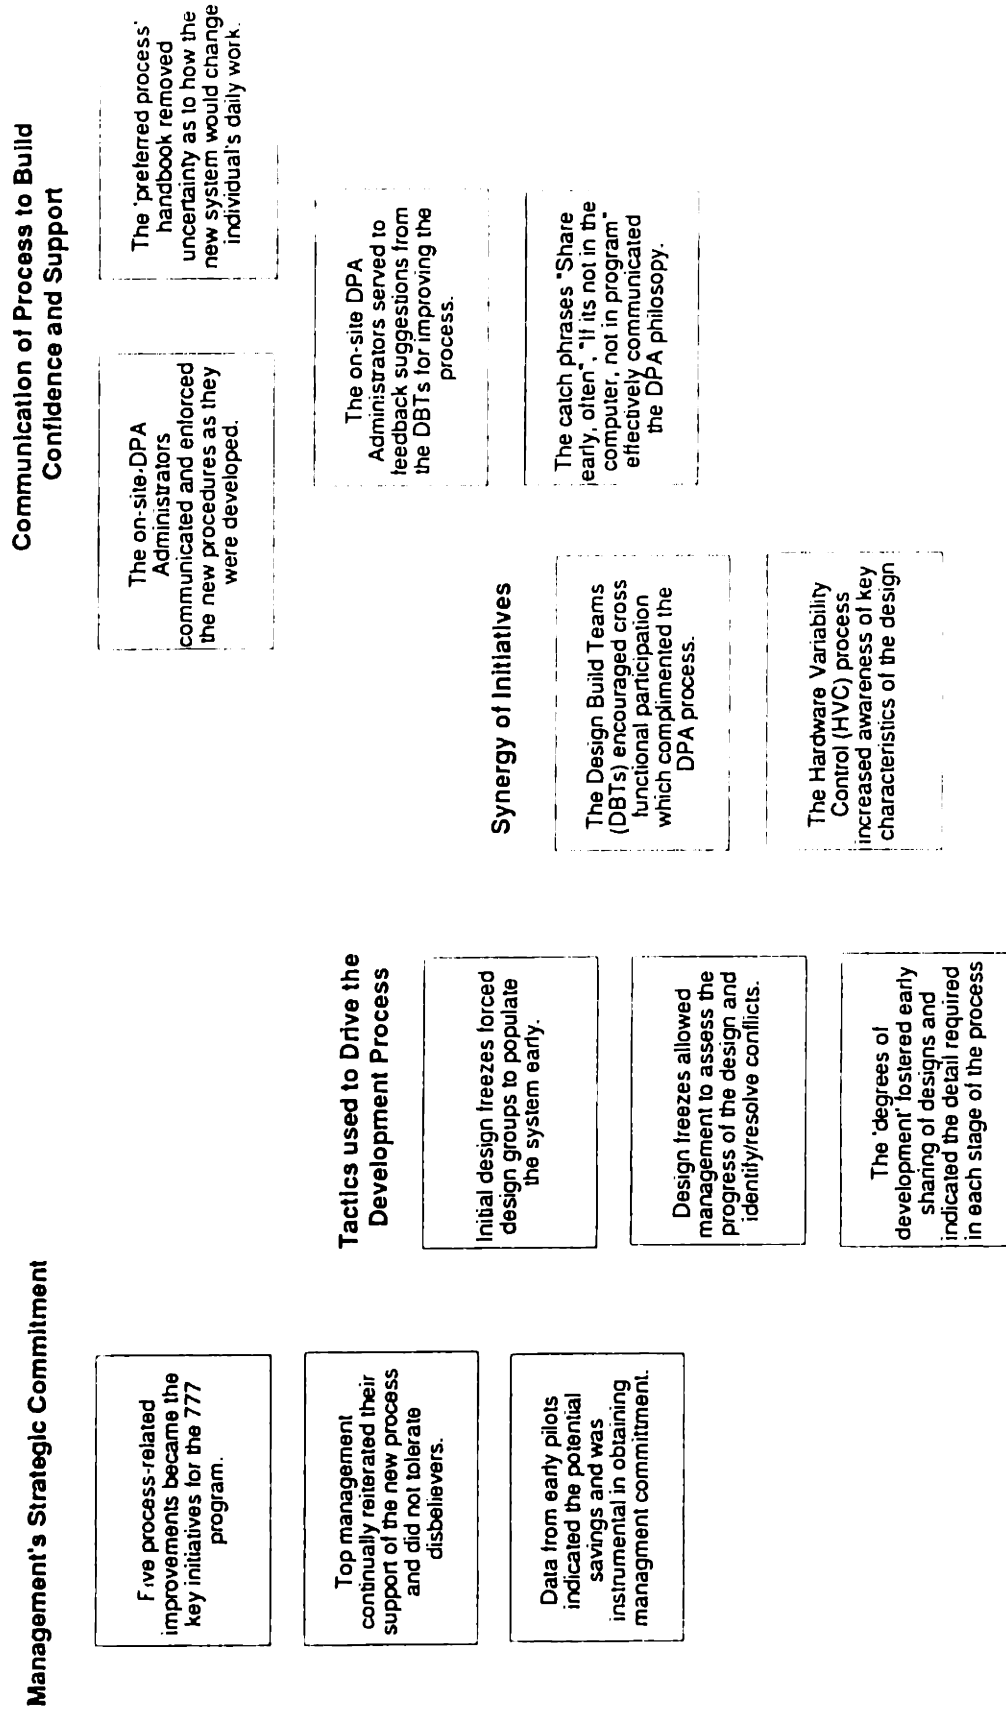 Management's Strategic Commitment
Five process-related
improvements became the
key initiatives for the 777
program.
Top management
continually reiterated their
support of the new process
and did not tolerate
disbelievers.
Data from early pilots
indicated the potential
savings and was
instrumental in obtaining
managment commitment.
Tactics used to Drive the
Development Process
Initial design freezes forced
design groups to populate
the system early.
Design freezes allowed
management to assess the
progress of the design and
identify/resolve conflicts.
The 'degrees of
development' fostered early
sharing of designs and
indicated the detail required
in each stage of the process
Synergy of Initiatives
The Design Build Teams
(DBTs) encouraged cross
functional participation
which complimented the
DPA process.
The Hardware Variability
Control (HVC) process
increased awareness of key
characteristics of the design
Communication of Process to Build
Confidence and Support
The on-site DPA
Administrators
communicated and enforced
the new procedures as they
were developed.
The 'preferred process'
handbook removed
uncertainty as to how the
new system would change
individual's daily work.
The on-site DPA
Administrators served to
feedback suggestions from
the DBTs for improving the
process.
The catch phrases "Share
early, often", "If its not in the
computer, not in program"
effectively communicated
the DPA philosopy.